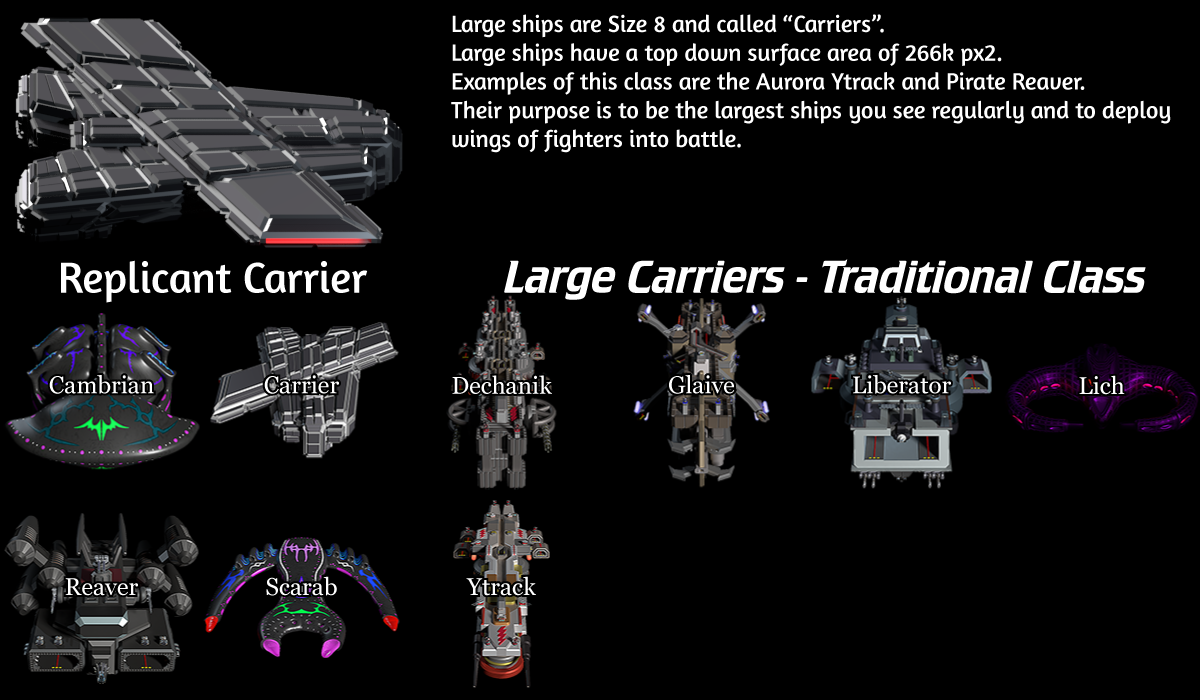 Large ships are Size 8 and called “Carriers”.
Large ships have a top down surface area of 266k px2.
Examples of this class are the Aurora Ytrack and Pirate Reaver.
Their purpose is to be the largest ships you see regularly and to deploy
wings of fighters into battle.
Replicant Carrier
Large Carriers - Traditional Class
Cambrian
Carrier
Dechanik
Glaive
Liberator
Lich
Reaver
Scarab
Ytrack